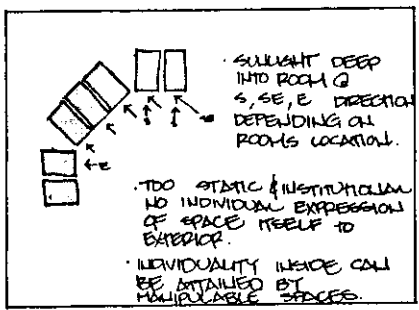 · SUNLIGHT DEEP
INTO ROOM @
S, SE, E DIRECTION
DEPENDING ON
ROOMS LOCATION.
← E
· TOO STATIC & INSTITUTIONAL
NO INDIVIDUAL EXPRESSION
OF SPACE ITSELF TO
EXTERIOR.
· INDIVIDUALITY INSIDE CAN
BE ATTAINED BY
MANIPULABLE SPACES.